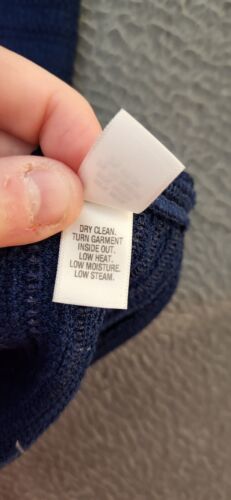 DRY CLEAN.
TURN GARMENT
INSIDE OUT.
LOW HEAT.
LOW MOISTURE.
LOW STEAM.